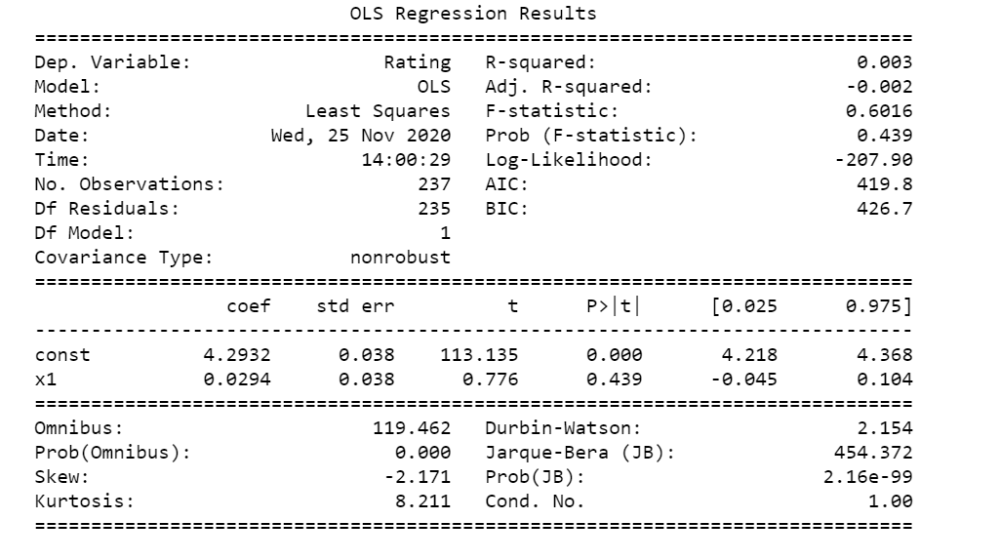 OLS Regression Results
==============================================================================
Dep. Variable:                 Rating   R-squared:                       0.003
Model:                            OLS   Adj. R-squared:                 -0.002
Method:                 Least Squares   F-statistic:                    0.6016
Date:                Wed, 25 Nov 2020   Prob (F-statistic):              0.439
Time:                        14:00:29   Log-Likelihood:                -207.90
No. Observations:                 237   AIC:                             419.8
Df Residuals:                     235   BIC:                             426.7
Df Model:                           1
Covariance Type:            nonrobust
==============================================================================
                 coef    std err          t      P>|t|      [0.025      0.975]
------------------------------------------------------------------------------
const          4.2932      0.038    113.135      0.000       4.218       4.368
x1             0.0294      0.038      0.776      0.439      -0.045       0.104
==============================================================================
Omnibus:                      119.462   Durbin-Watson:                   2.154
Prob(Omnibus):                  0.000   Jarque-Bera (JB):              454.372
Skew:                          -2.171   Prob(JB):                     2.16e-99
Kurtosis:                       8.211   Cond. No.                         1.00
==============================================================================